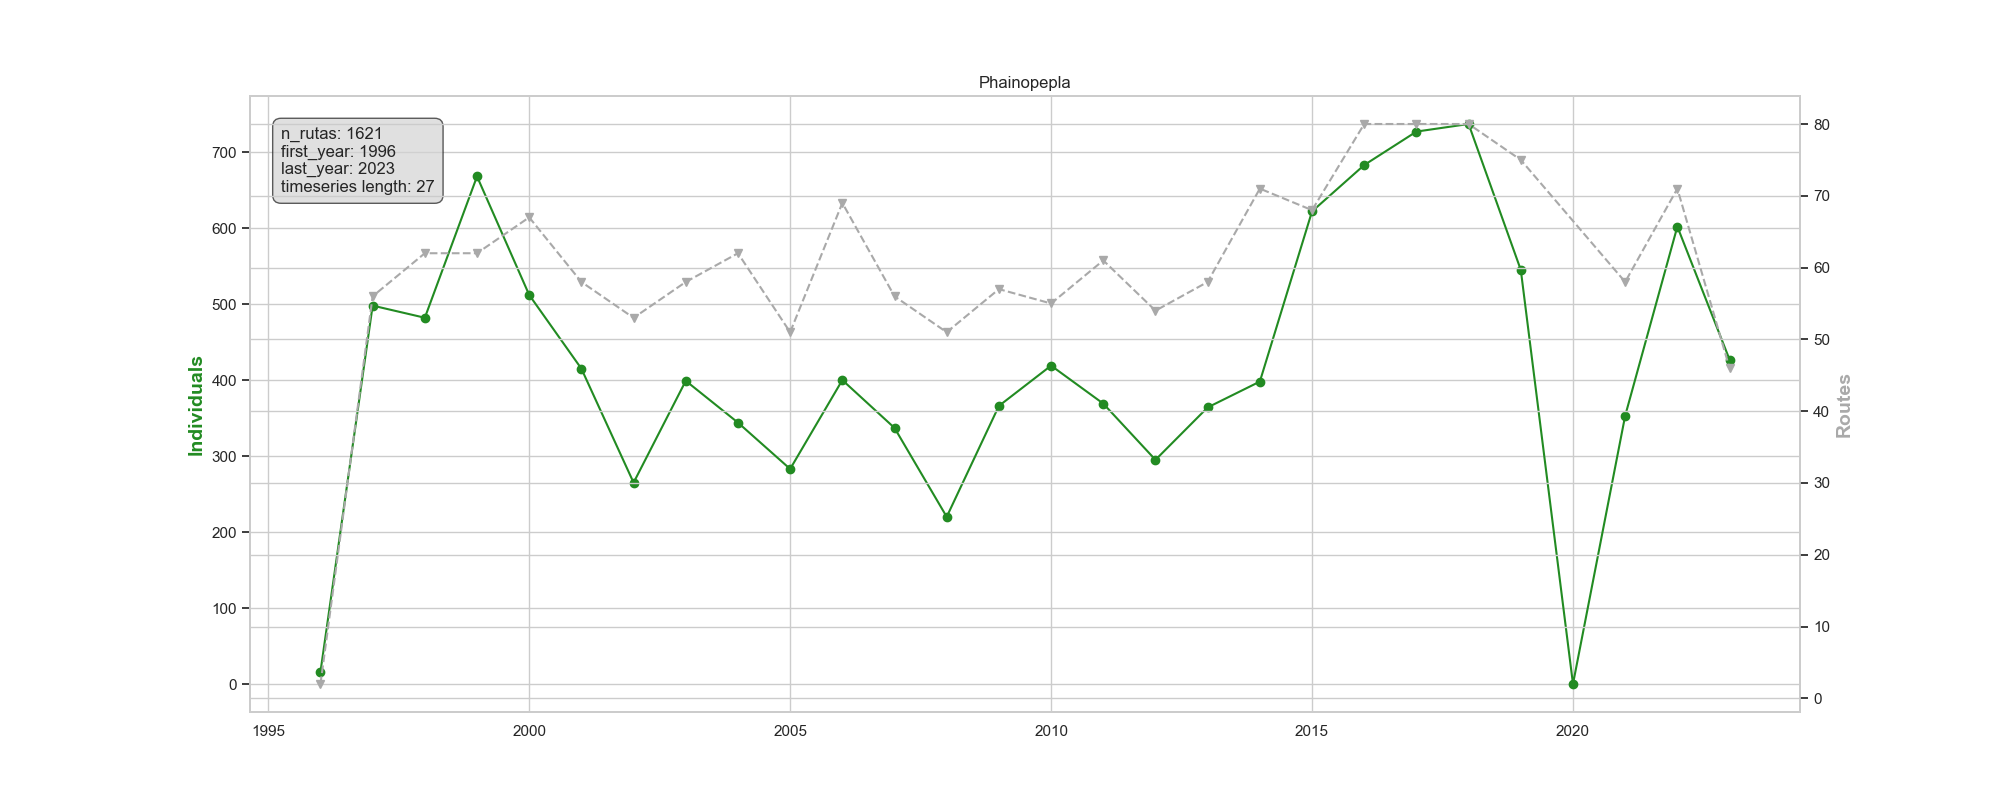 Phainopepla
n_rutas: 1621
first_year: 1996
last_year: 2023
timeseries length: 27
Individuals
700
600
500
400
300
200
100
0
80
70
60
50
40
30
20
10
0
Routes
1995 2000 2005 2010 2015 2020